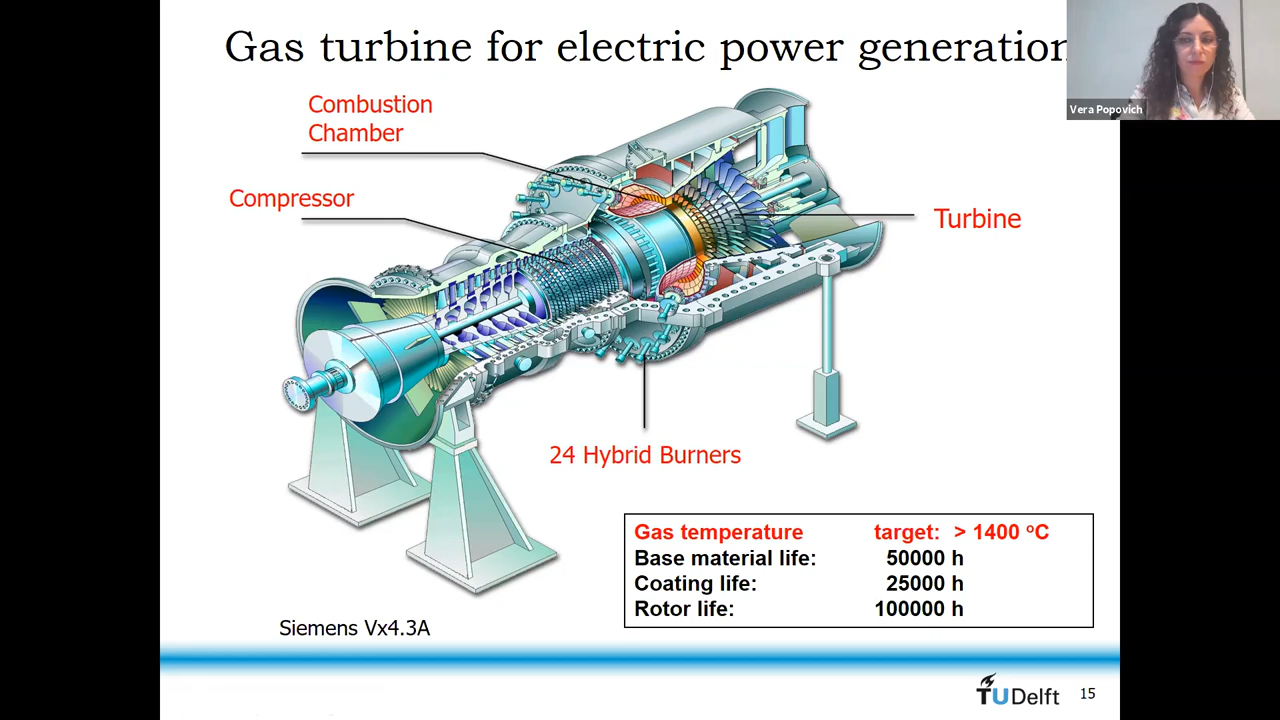 Gas turbine for electric power generation
Vera Popovich
Combustion
Chamber
Compressor
Turbine
24 Hybrid Burners
Gas temperature target: > 1400 °C
Base material life: 50000 h
Coating life: 25000 h
Rotor life: 100000 h
Siemens Vx4.3A
TUDelft
15